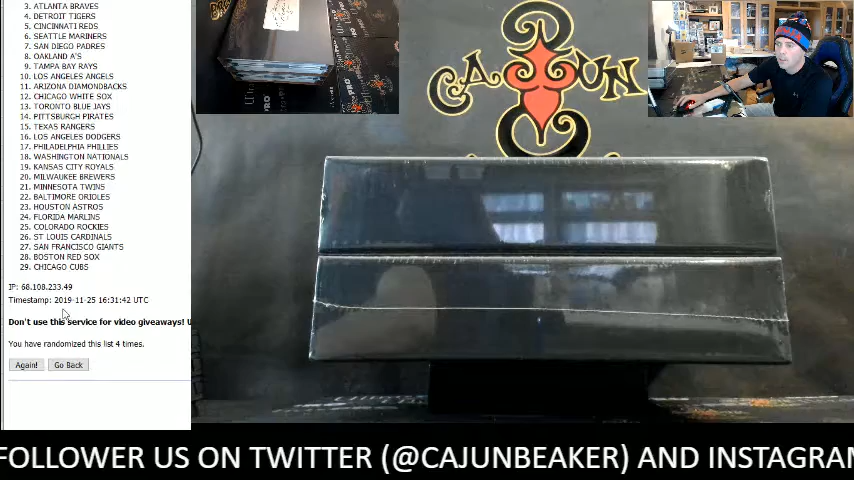 3. ATLANTA BRAVES
4. DETROIT TIGERS
5. CINCINNATI REDS
6. SEATTLE MARINERS
7. SAN DIEGO PADRES
8. OAKLAND A'S
9. TAMPA BAY RAYS
10. LOS ANGELES ANGELS
11. ARIZONA DIAMONDBACKS
12. CHICAGO WHITE SOX
13. TORONTO BLUE JAYS
14. PITTSBURGH PIRATES
15. TEXAS RANGERS
16. LOS ANGELES DODGERS
17. PHILADELPHIA PHILLIES
18. WASHINGTON NATIONALS
19. KANSAS CITY ROYALS
20. MILWAUKEE BREWERS
21. MINNESOTA TWINS
22. BALTIMORE ORIOLES
23. HOUSTON ASTROS
24. FLORIDA MARLINS
25. COLORADO ROCKIES
26. ST LOUIS CARDINALS
27. SAN FRANCISCO GIANTS
28. BOSTON RED SOX
29. CHICAGO CUBS
IP: 68.108.233.49
Timestamp: 2019-11-25 16:31:42 UTC
Don't use this service for video giveaways! U
You have randomized this list 4 times.
Again! Go Back
CAJUN
FOLLOWER US ON TWITTER (@CAJUNBEAKER) AND INSTAGRAM